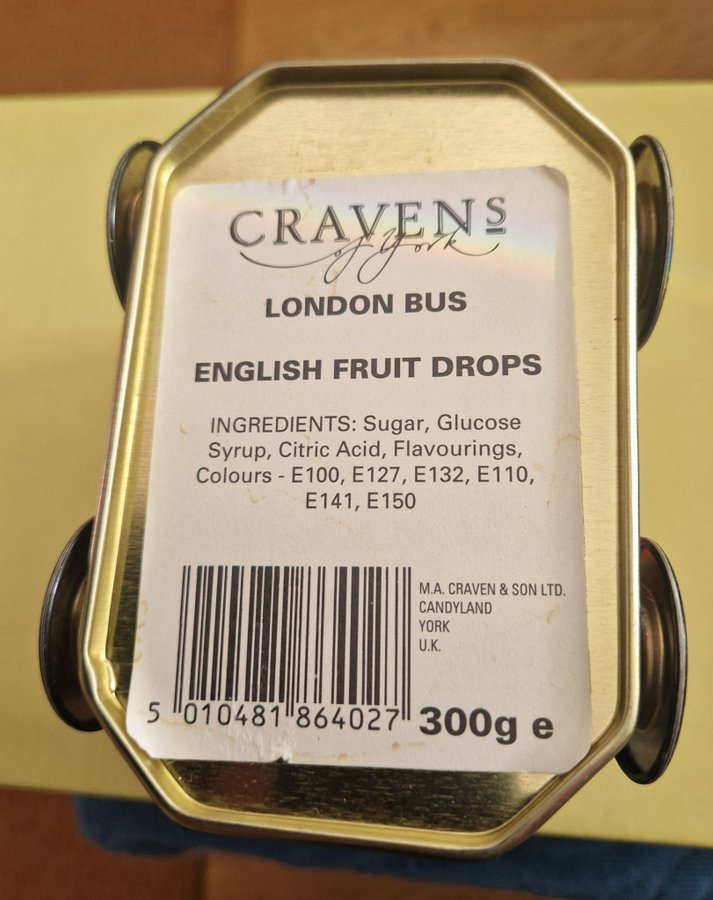 CRAVENS
of York
LONDON BUS
ENGLISH FRUIT DROPS
INGREDIENTS: Sugar, Glucose
Syrup, Citric Acid, Flavourings,
Colours - E100, E127, E132, E110,
E141, E150
M.A. CRAVEN & SON LTD.
CANDYLAND
YORK
U.K.
5 010481 864027
300g e